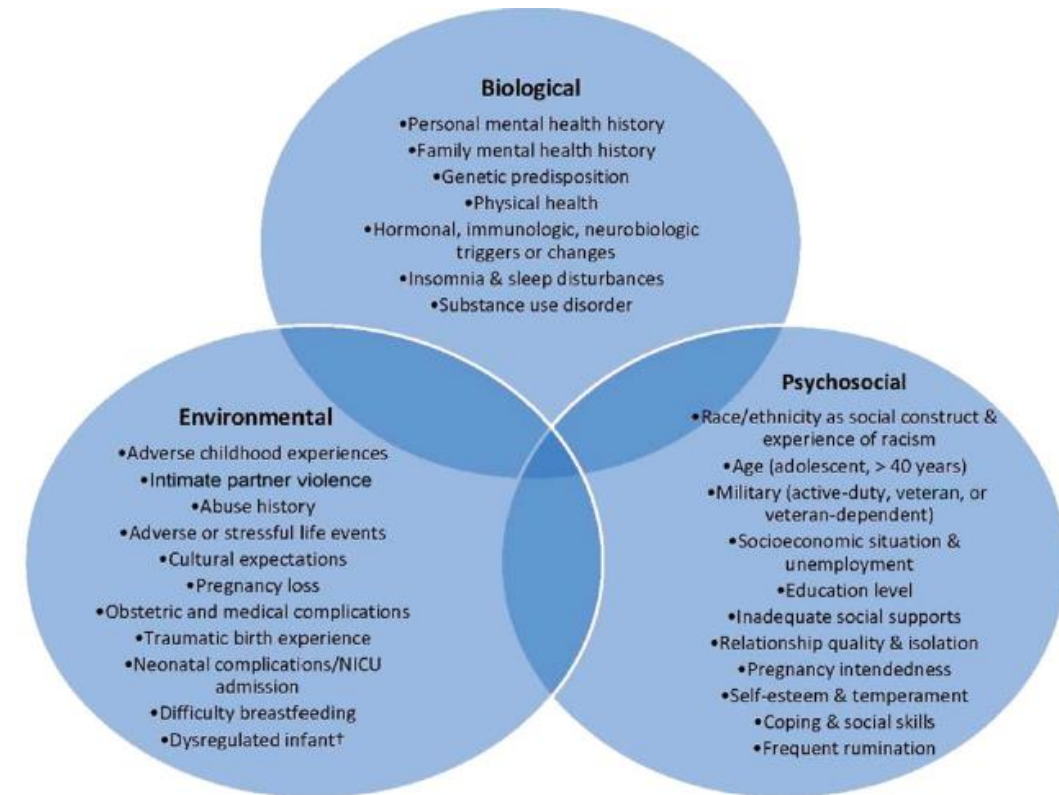 Biological
•Personal mental health history
•Family mental health history
•Genetic predisposition
•Physical health
•Hormonal, immunologic, neurobiologic
triggers or changes
•Insomnia & sleep disturbances
•Substance use disorder
Environmental
•Adverse childhood experiences
•Intimate partner violence
•Abuse history
•Adverse or stressful life events
•Cultural expectations
•Pregnancy loss
•Obstetric and medical complications
•Traumatic birth experience
•Neonatal complications/NICU
admission
•Difficulty breastfeeding
•Dysregulated infant†
Psychosocial
•Race/ethnicity as social construct &
experience of racism
•Age (adolescent, > 40 years)
•Military (active-duty, veteran, or
veteran-dependent)
•Socioeconomic situation &
unemployment
•Education level
•Inadequate social supports
•Relationship quality & isolation
•Pregnancy intendedness
•Self-esteem & temperament
•Coping & social skills
•Frequent rumination